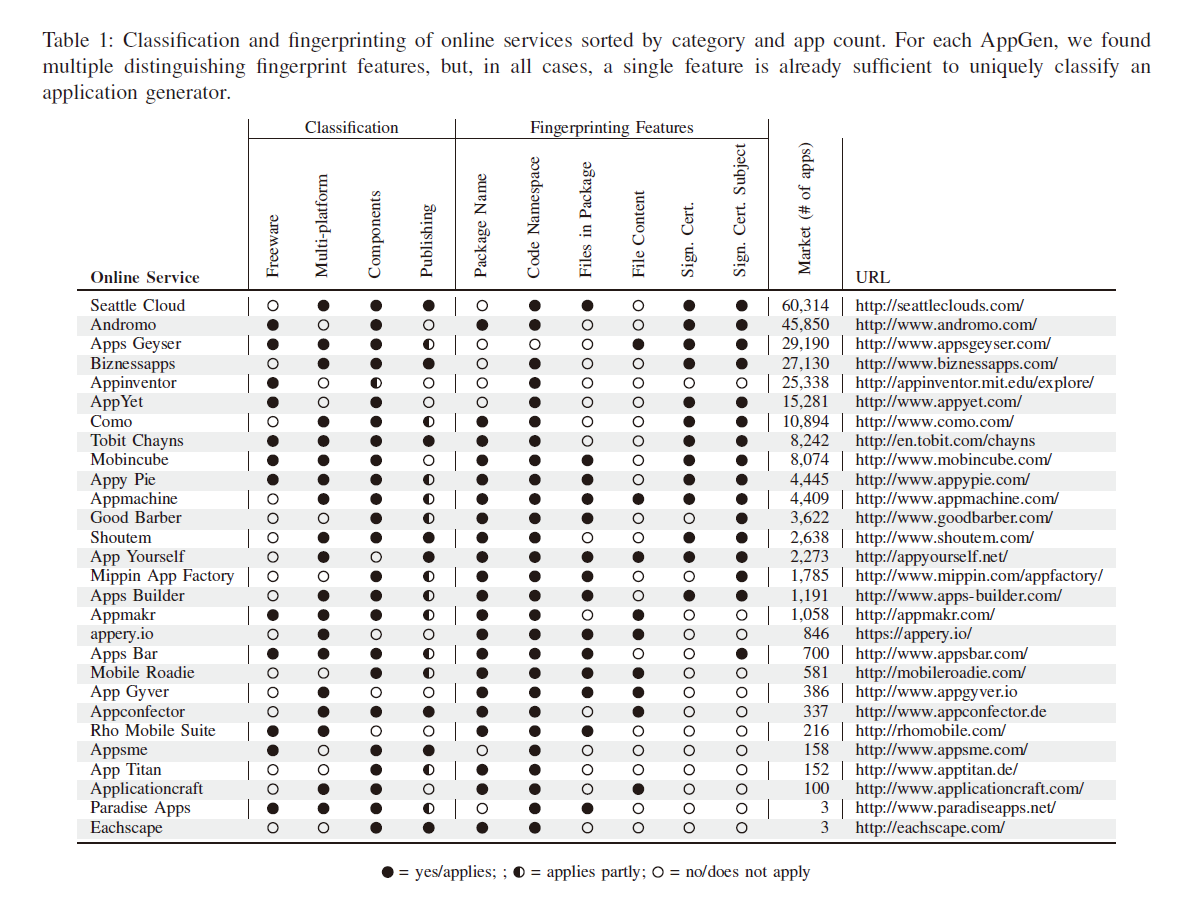 Table 1: Classification and fingerprinting of online services sorted by category and app count. For each AppGen, we found
multiple distinguishing fingerprint features, but, in all cases, a single feature is already sufficient to uniquely classify an
application generator.
Classification Fingerprinting Features
Online Service Freeware Multi-platform Components Publishing Package Name Code Namespace Files in Package File Content Sign. Cert. Sign. Cert. Subject Market (# of apps) URL
Seattle Cloud ○ ● ● ● ○ ● ● ○ ● ● 60,314 http://seattleclouds.com/
Andromo ● ○ ● ○ ● ● ○ ○ ● ● 45,850 http://www.andromo.com/
Apps Geyser ● ● ● ◐ ○ ○ ○ ● ● ● 29,190 http://www.appsgeyser.com/
Biznessapps ○ ● ● ● ○ ● ○ ○ ● ● 27,130 http://www.biznessapps.com/
Appinventor ● ○ ◐ ○ ○ ● ○ ○ ○ ○ 25,338 http://appinventor.mit.edu/explore/
AppYet ● ○ ● ○ ○ ● ○ ○ ● ● 15,281 http://www.appyet.com/
Como ○ ● ● ◐ ● ● ○ ○ ● ● 10,894 http://www.como.com/
Tobit Chayns ● ● ● ● ● ● ○ ○ ● ● 8,242 http://en.tobit.com/chayns
Mobincube ● ● ● ○ ● ● ● ○ ● ● 8,074 http://www.mobincube.com/
Appy Pie ● ● ● ◐ ● ● ● ○ ● ● 4,445 http://www.appypie.com/
Appmachine ○ ● ● ◐ ● ● ● ● ● ● 4,409 http://www.appmachine.com/
Good Barber ○ ○ ● ◐ ● ● ● ○ ○ ● 3,622 http://www.goodbarber.com/
Shoutem ○ ● ● ● ● ● ○ ○ ● ● 2,638 http://www.shoutem.com/
App Yourself ○ ● ○ ● ● ● ● ● ● ● 2,273 http://appyourself.net/
Mippin App Factory ○ ○ ● ◐ ● ● ● ○ ○ ● 1,785 http://www.mippin.com/appfactory/
Apps Builder ○ ● ● ◐ ● ● ● ○ ● ● 1,191 http://www.apps-builder.com/
Appmakr ● ● ● ◐ ● ● ○ ● ○ ○ 1,058 http://appmakr.com/
appery.io ○ ● ○ ○ ● ● ● ● ○ ○ 846 https://appery.io/
Apps Bar ● ● ● ◐ ● ● ● ○ ○ ● 700 http://www.appsbar.com/
Mobile Roadie ○ ○ ● ◐ ● ● ● ● ○ ○ 581 http://mobileroadie.com/
App Gyver ○ ● ○ ○ ● ● ● ● ○ ○ 386 http://www.appgyver.io
Appconfector ○ ● ● ● ● ● ○ ● ○ ○ 337 http://www.appconfector.de
Rho Mobile Suite ● ● ○ ○ ● ● ● ○ ○ ○ 216 http://rhomobile.com/
Appsme ● ○ ● ● ○ ● ○ ○ ○ ○ 158 http://www.appsme.com/
App Titan ○ ○ ● ◐ ● ● ○ ○ ○ ○ 152 http://www.apptitan.de/
Applicationcraft ○ ● ● ○ ● ● ○ ● ○ ○ 100 http://www.applicationcraft.com/
Paradise Apps ● ● ● ◐ ○ ● ● ○ ○ ○ 3 http://www.paradiseapps.net/
Eachscape ○ ○ ● ● ● ● ○ ○ ○ ○ 3 http://eachscape.com/
● = yes/applies; ; ◐ = applies partly; ○ = no/does not apply